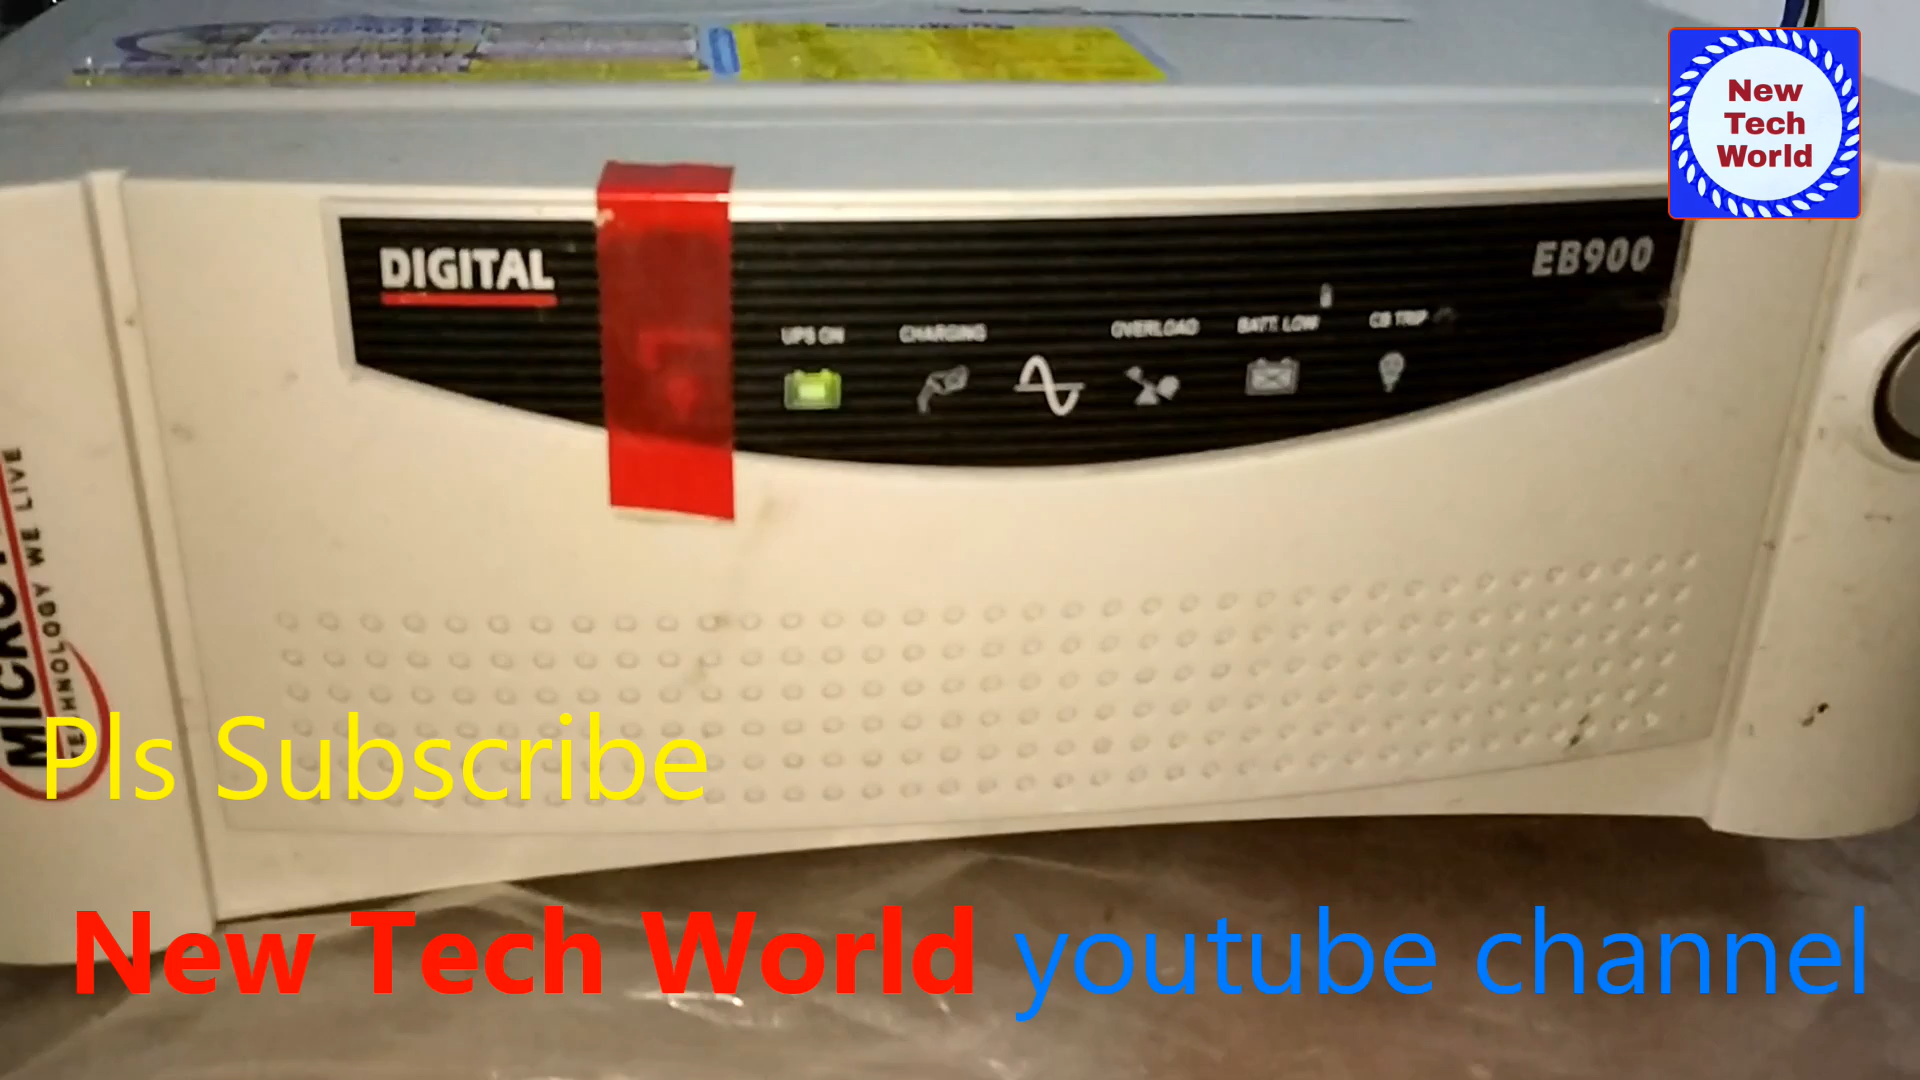 New
Tech
World
DIGITAL
EB900
UPS ON
CHARGING
OVERLOAD
BATT. LOW
CB TRIP
TECHNOLOGY WE LIVE
Pls Subscribe
New Tech World youtube channel